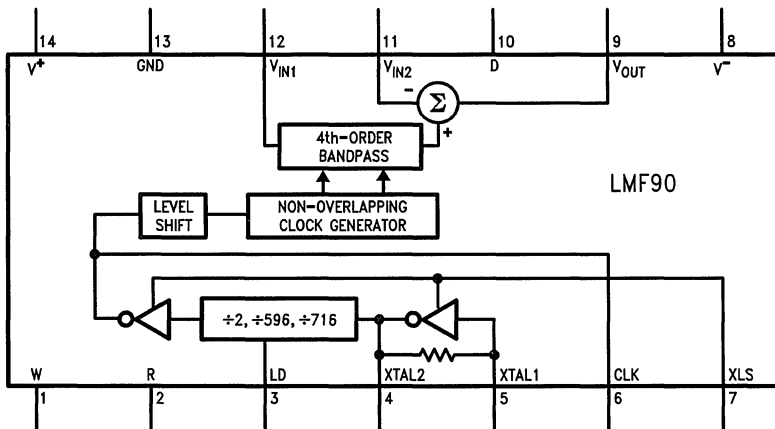 14 13 12 11 10 9 8
V+ GND VIN1 VIN2 D VOUT V−
− Σ +
4th-ORDER
BANDPASS
LMF90
LEVEL
SHIFT
NON-OVERLAPPING
CLOCK GENERATOR
÷2, ÷596, ÷716
W R LD XTAL2 XTAL1 CLK XLS
1 2 3 4 5 6 7